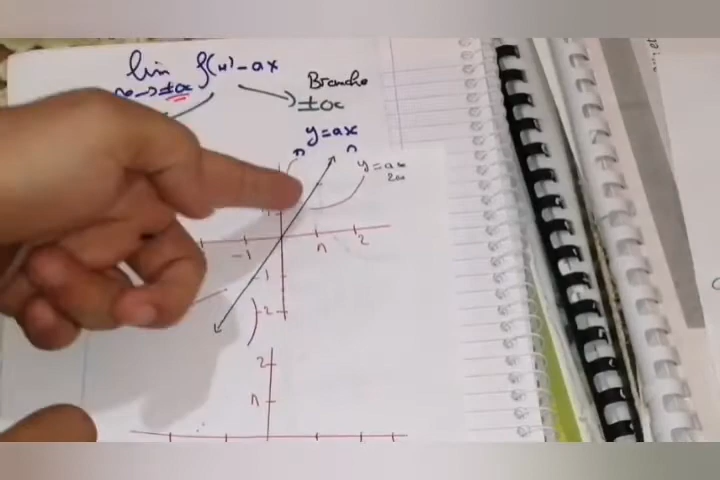 lim f(x) - ax
x → ±∞
Branche
±∞
y = ax
y = ax
-1
1
2
-1
-2
2
1